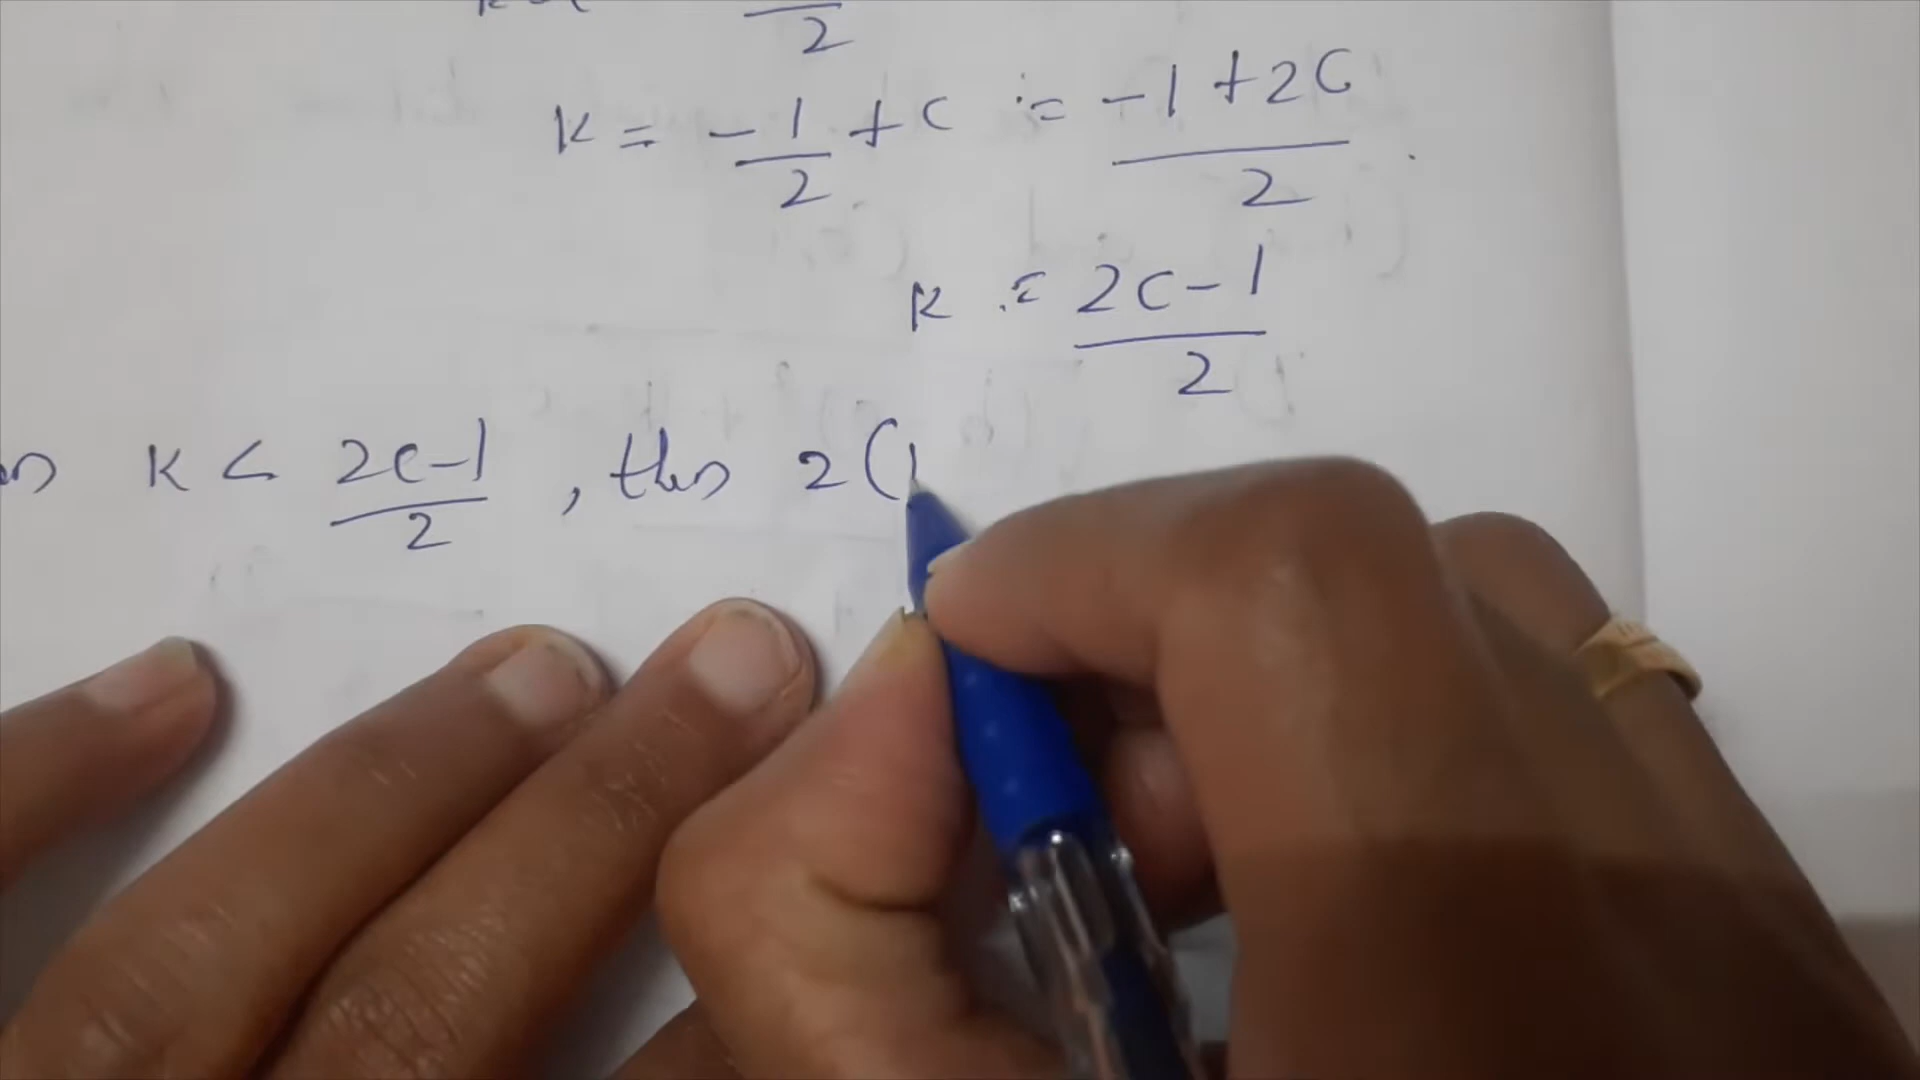 2
K = -1/2 + C = -1+2C/2 .
K = 2C-1/2
K < 2C-1/2 , then 2(